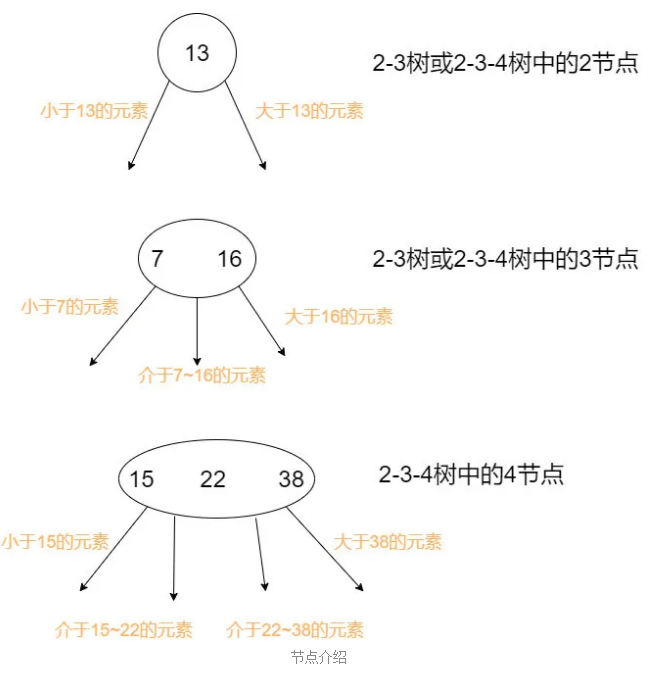 13
2-3树或2-3-4树中的2节点
小于13的元素
大于13的元素
7 16
2-3树或2-3-4树中的3节点
小于7的元素
大于16的元素
介于7~16的元素
15 22 38
2-3-4树中的4节点
小于15的元素
大于38的元素
介于15~22的元素
介于22~38的元素
节点介绍